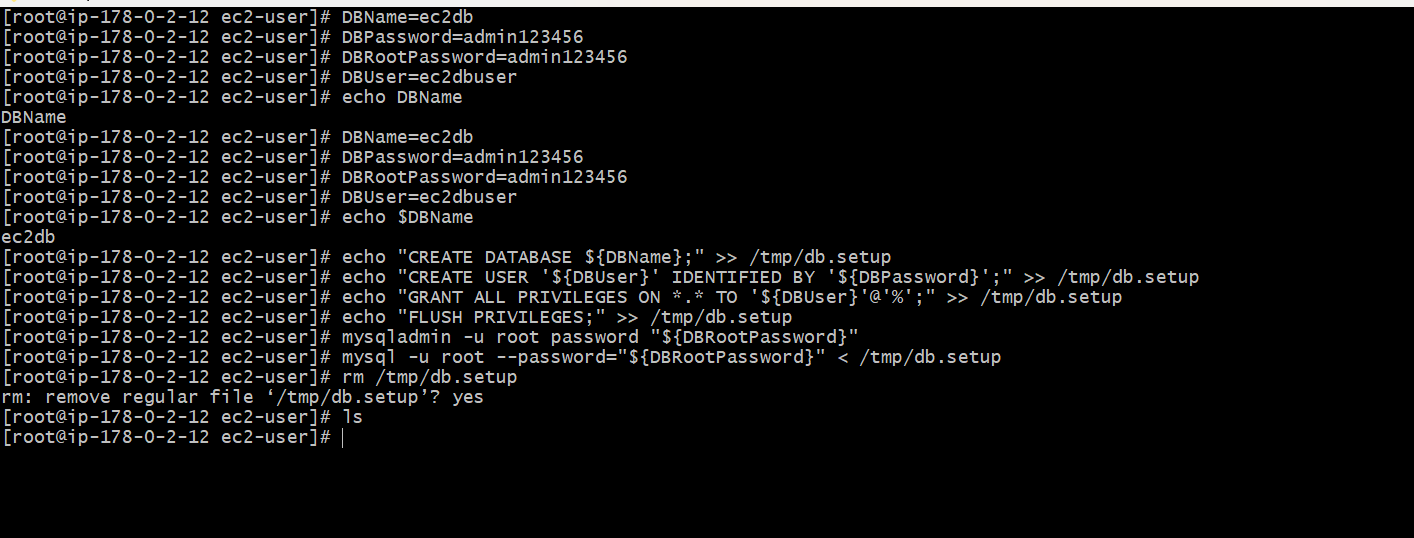 [root@ip-178-0-2-12 ec2-user]# DBName=ec2db
[root@ip-178-0-2-12 ec2-user]# DBPassword=admin123456
[root@ip-178-0-2-12 ec2-user]# DBRootPassword=admin123456
[root@ip-178-0-2-12 ec2-user]# DBUser=ec2dbuser
[root@ip-178-0-2-12 ec2-user]# echo DBName
DBName
[root@ip-178-0-2-12 ec2-user]# DBName=ec2db
[root@ip-178-0-2-12 ec2-user]# DBPassword=admin123456
[root@ip-178-0-2-12 ec2-user]# DBRootPassword=admin123456
[root@ip-178-0-2-12 ec2-user]# DBUser=ec2dbuser
[root@ip-178-0-2-12 ec2-user]# echo $DBName
ec2db
[root@ip-178-0-2-12 ec2-user]# echo "CREATE DATABASE ${DBName};" >> /tmp/db.setup
[root@ip-178-0-2-12 ec2-user]# echo "CREATE USER '${DBUser}' IDENTIFIED BY '${DBPassword}';" >> /tmp/db.setup
[root@ip-178-0-2-12 ec2-user]# echo "GRANT ALL PRIVILEGES ON *.* TO '${DBUser}'@'%';" >> /tmp/db.setup
[root@ip-178-0-2-12 ec2-user]# echo "FLUSH PRIVILEGES;" >> /tmp/db.setup
[root@ip-178-0-2-12 ec2-user]# mysqladmin -u root password "${DBRootPassword}"
[root@ip-178-0-2-12 ec2-user]# mysql -u root --password="${DBRootPassword}" < /tmp/db.setup
[root@ip-178-0-2-12 ec2-user]# rm /tmp/db.setup
rm: remove regular file ‘/tmp/db.setup’? yes
[root@ip-178-0-2-12 ec2-user]# ls
[root@ip-178-0-2-12 ec2-user]#